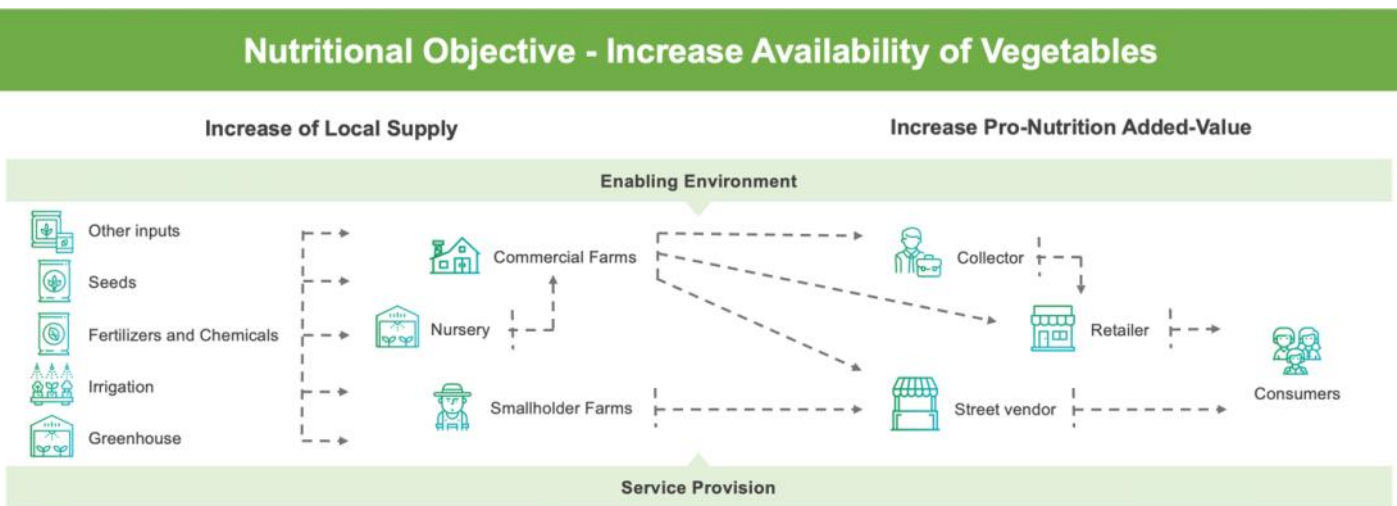 Nutritional Objective - Increase Availability of Vegetables
Increase of Local Supply
Increase Pro-Nutrition Added-Value
Enabling Environment
Other inputs
Seeds
Fertilizers and Chemicals
Irrigation
Greenhouse
Commercial Farms
Nursery
Smallholder Farms
Collector
Retailer
Street vendor
Consumers
Service Provision